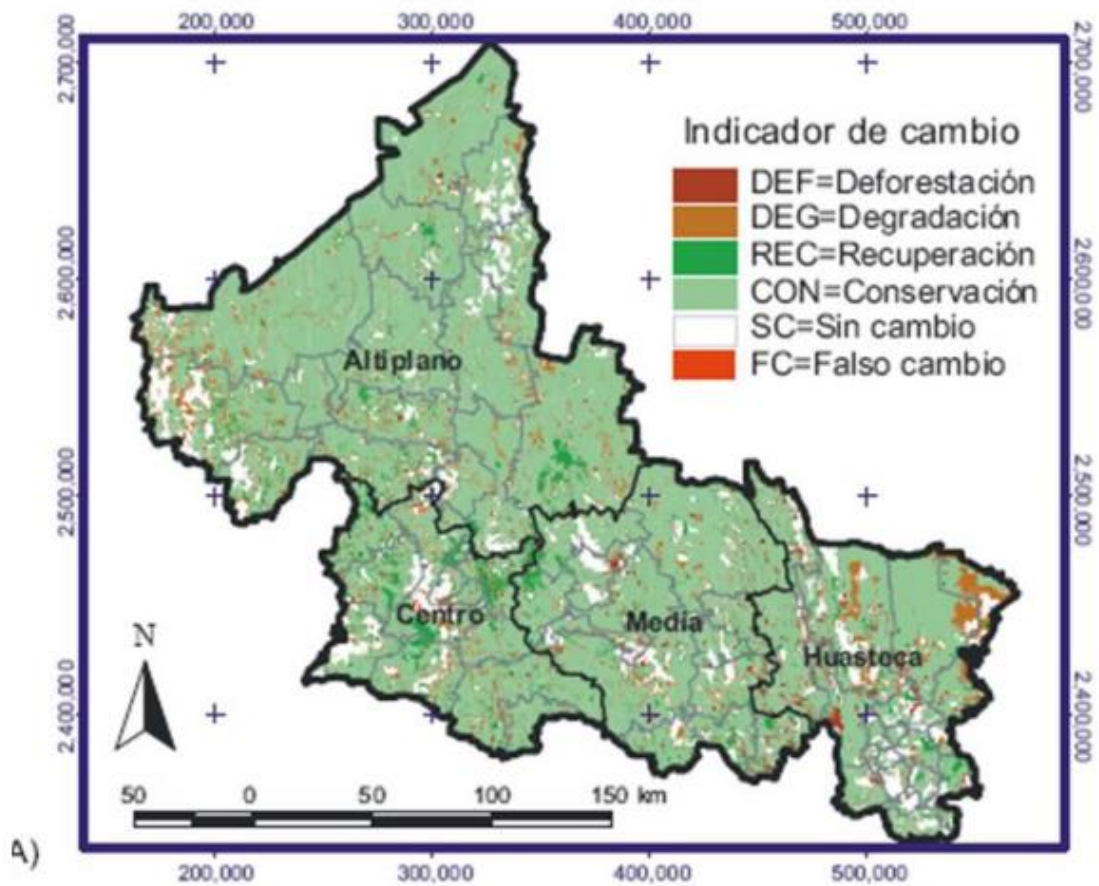 200,000 300,000 400,000 500,000
2,700,000
2,700,000
Indicador de cambio
DEF=Deforestación
DEG=Degradación
REC=Recuperación
CON=Conservación
SC=Sin cambio
FC=Falso cambio
2,600,000
2,600,000
Altiplano
2,500,000
2,500,000
Centro
Media
Huasteca
N
2,400,000
2,400,000
50 0 50 100 150 km
A)
200,000 300,000 400,000 500,000